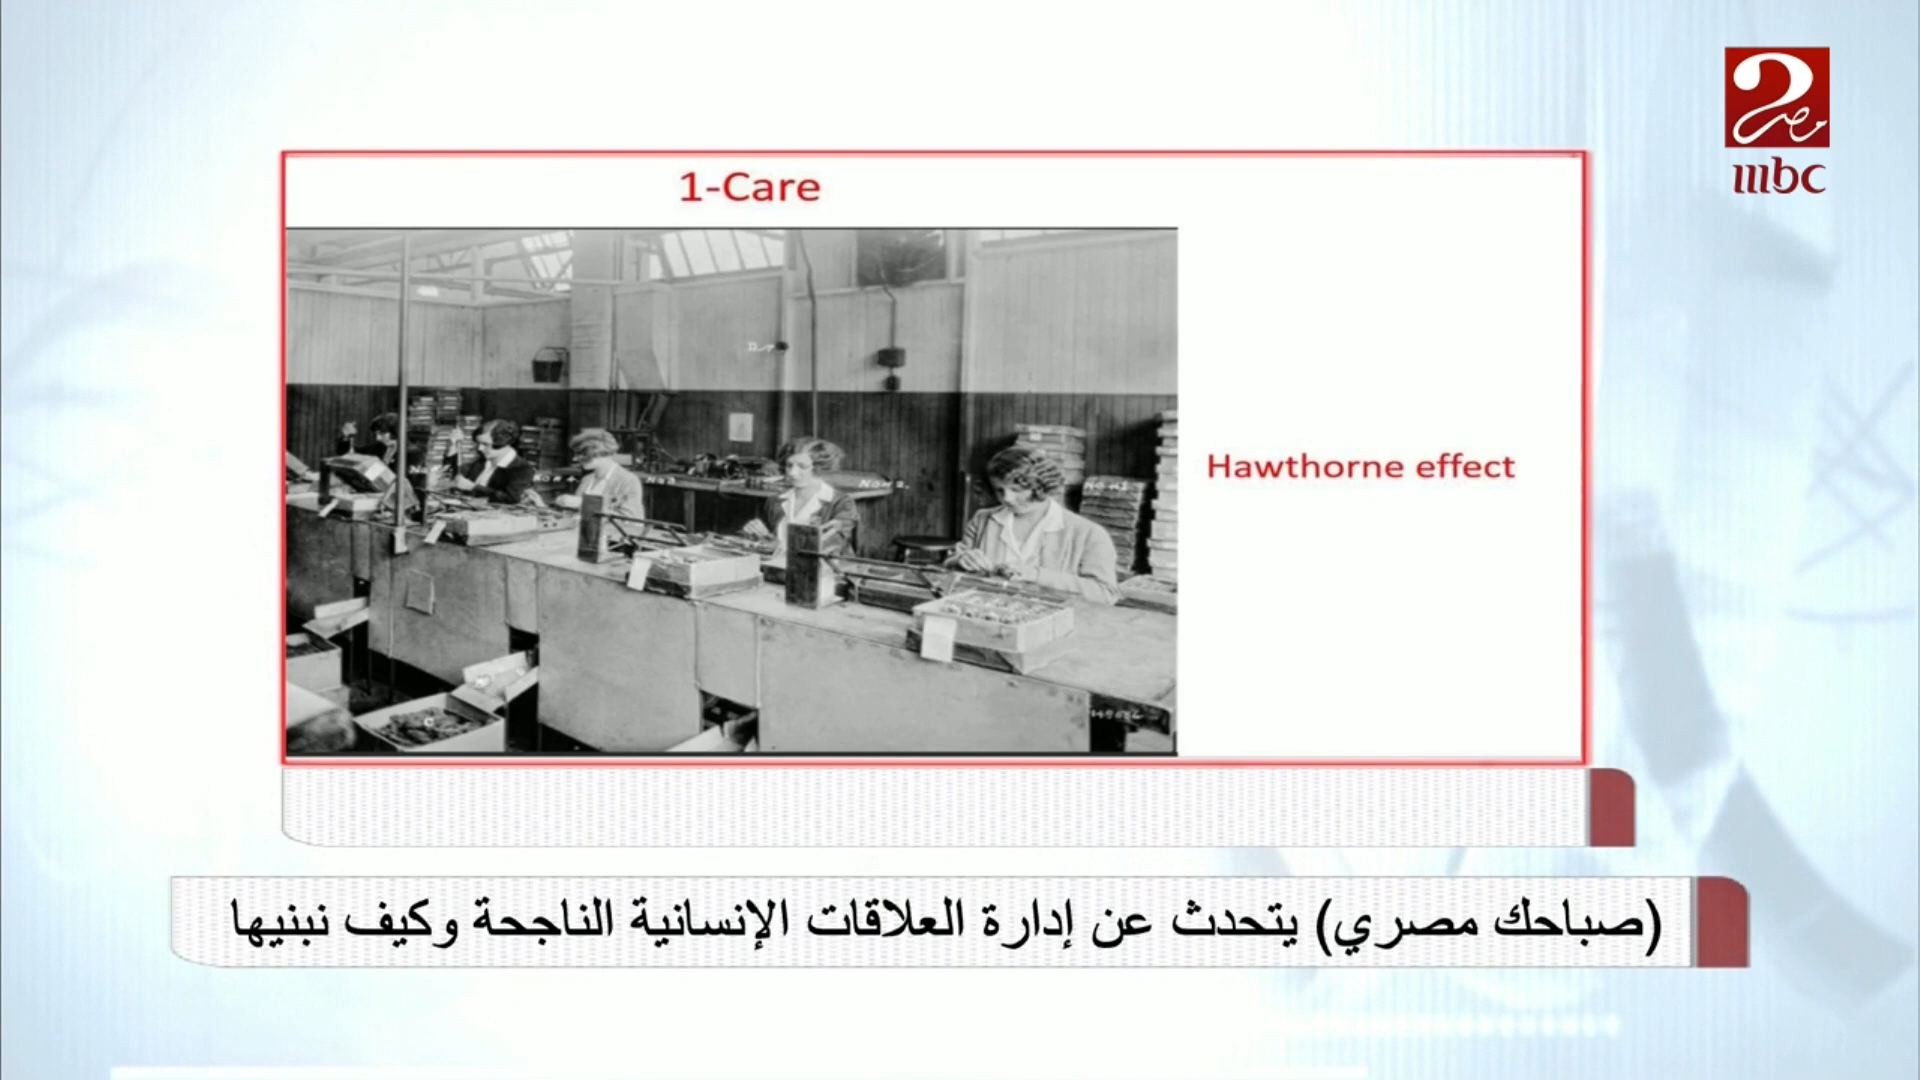 مصر
mbc
1-Care
Hawthorne effect
(صباحك مصري) يتحدث عن إدارة العلاقات الإنسانية الناجحة وكيف نبنيها